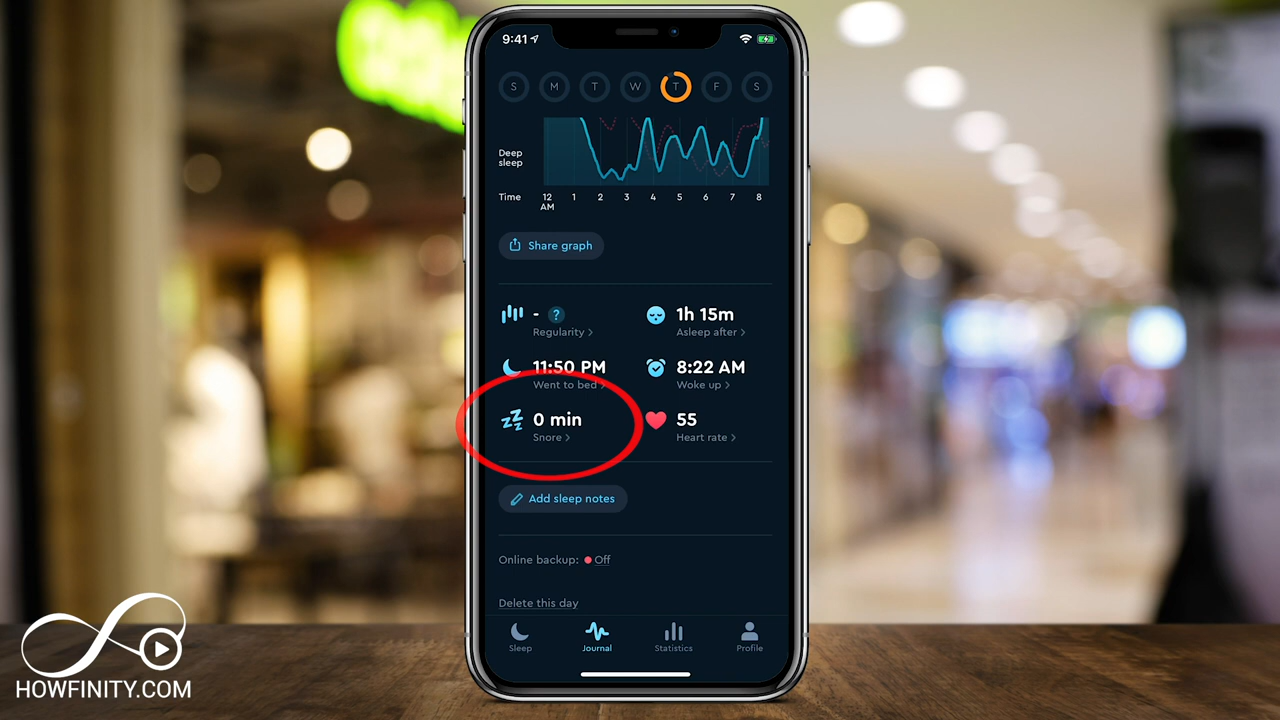 9:41
S M T W T F S
Deep
sleep
Time 12 1 2 3 4 5 6 7 8
AM
Share graph
- ? 1h 15m
Regularity > Asleep after >
11:50 PM 8:22 AM
Went to bed > Woke up >
0 min 55
Snore > Heart rate >
Add sleep notes
Online backup: Off
Delete this day
Sleep Journal Statistics Profile
HOWFINITY.COM